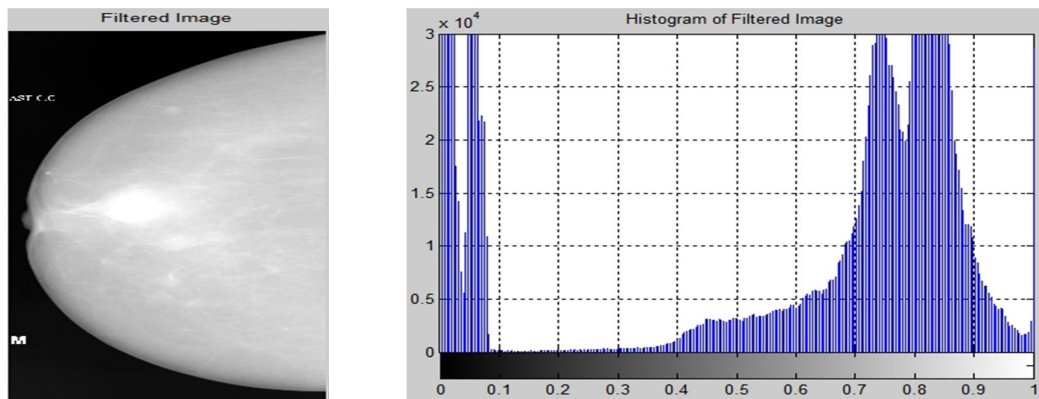 Filtered Image
AST C.C
M
Histogram of Filtered Image
× 10⁴
3
2.5
2
1.5
1
0.5
0
0 0.1 0.2 0.3 0.4 0.5 0.6 0.7 0.8 0.9 1